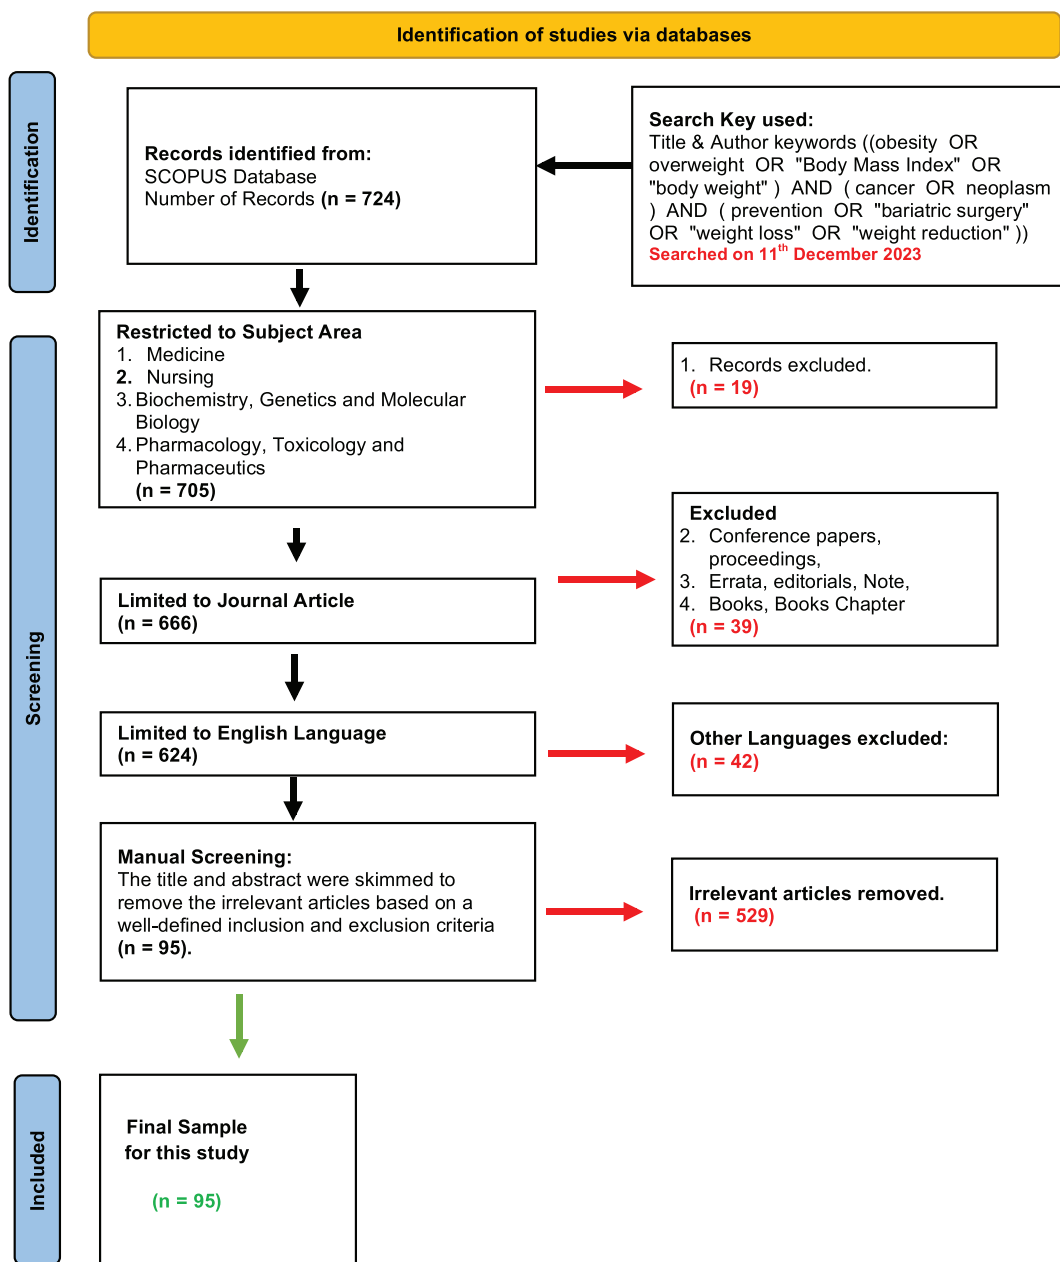 Identification of studies via databases
Identification
Records identified from:
SCOPUS Database
Number of Records (n = 724)
Search Key used:
Title & Author keywords ((obesity OR
overweight OR "Body Mass Index" OR
"body weight" ) AND ( cancer OR neoplasm
) AND ( prevention OR "bariatric surgery"
OR "weight loss" OR "weight reduction" ))
Searched on 11th December 2023
Screening
Restricted to Subject Area
1. Medicine
2. Nursing
3. Biochemistry, Genetics and Molecular
Biology
4. Pharmacology, Toxicology and
Pharmaceutics
(n = 705)
1. Records excluded.
(n = 19)
Limited to Journal Article
(n = 666)
Excluded
2. Conference papers,
proceedings,
3. Errata, editorials, Note,
4. Books, Books Chapter
(n = 39)
Limited to English Language
(n = 624)
Other Languages excluded:
(n = 42)
Manual Screening:
The title and abstract were skimmed to
remove the irrelevant articles based on a
well-defined inclusion and exclusion criteria
(n = 95).
Irrelevant articles removed.
(n = 529)
Included
Final Sample
for this study
(n = 95)